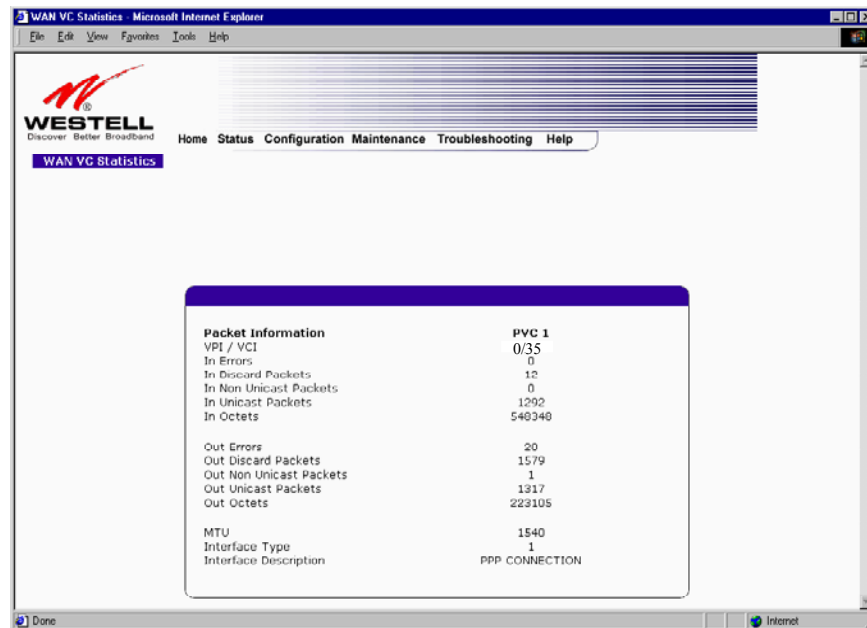 WAN VC Statistics - Microsoft Internet Explorer
File Edit View Favorites Tools Help
WESTELL
®
Discover Better Broadband
Home Status Configuration Maintenance Troubleshooting Help
WAN VC Statistics
Packet Information PVC 1
VPI / VCI 0/35
In Errors 0
In Discard Packets 12
In Non Unicast Packets 0
In Unicast Packets 1292
In Octets 548348
Out Errors 20
Out Discard Packets 1579
Out Non Unicast Packets 1
Out Unicast Packets 1317
Out Octets 223105
MTU 1540
Interface Type 1
Interface Description PPP CONNECTION
Done Internet